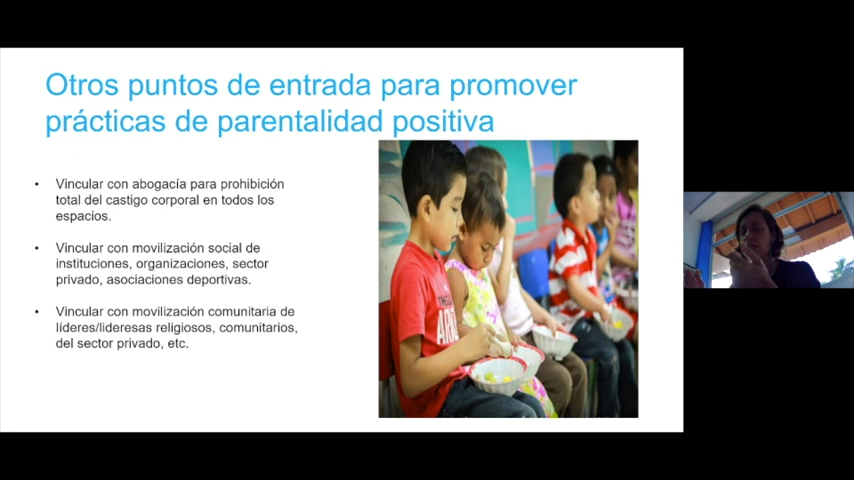 Otros puntos de entrada para promover
prácticas de parentalidad positiva
• Vincular con abogacía para prohibición
total del castigo corporal en todos los
espacios.
• Vincular con movilización social de
instituciones, organizaciones, sector
privado, asociaciones deportivas.
• Vincular con movilización comunitaria de
líderes/lideresas religiosos, comunitarios,
del sector privado, etc.